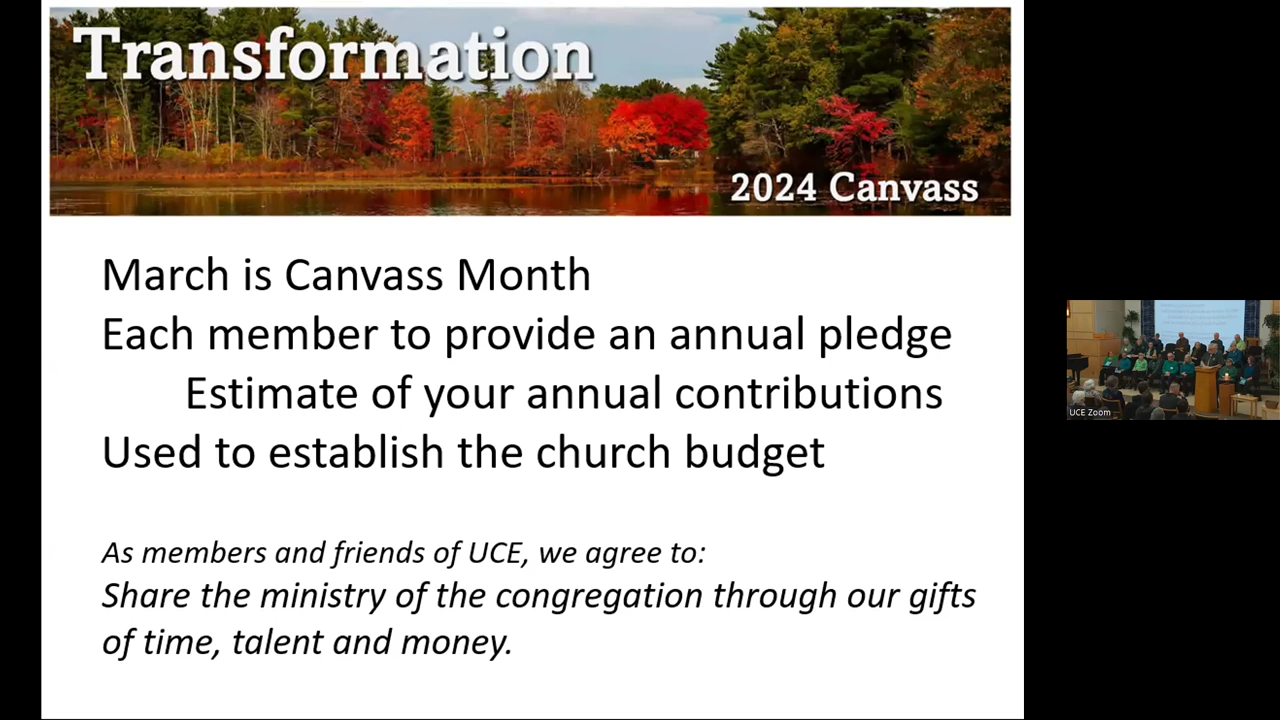 Transformation
2024 Canvass
March is Canvass Month
Each member to provide an annual pledge
Estimate of your annual contributions
Used to establish the church budget
As members and friends of UCE, we agree to:
Share the ministry of the congregation through our gifts
of time, talent and money.
UCE Zoom